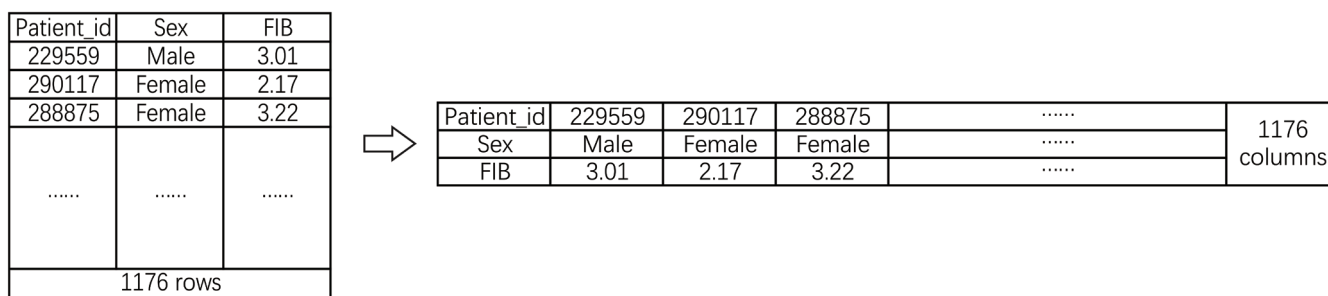 Patient_id Sex FIB
229559 Male 3.01
290117 Female 2.17
288875 Female 3.22
...... ...... ......
1176 rows
Patient_id 229559 290117 288875 ......
Sex Male Female Female ......
FIB 3.01 2.17 3.22 ......
1176
columns